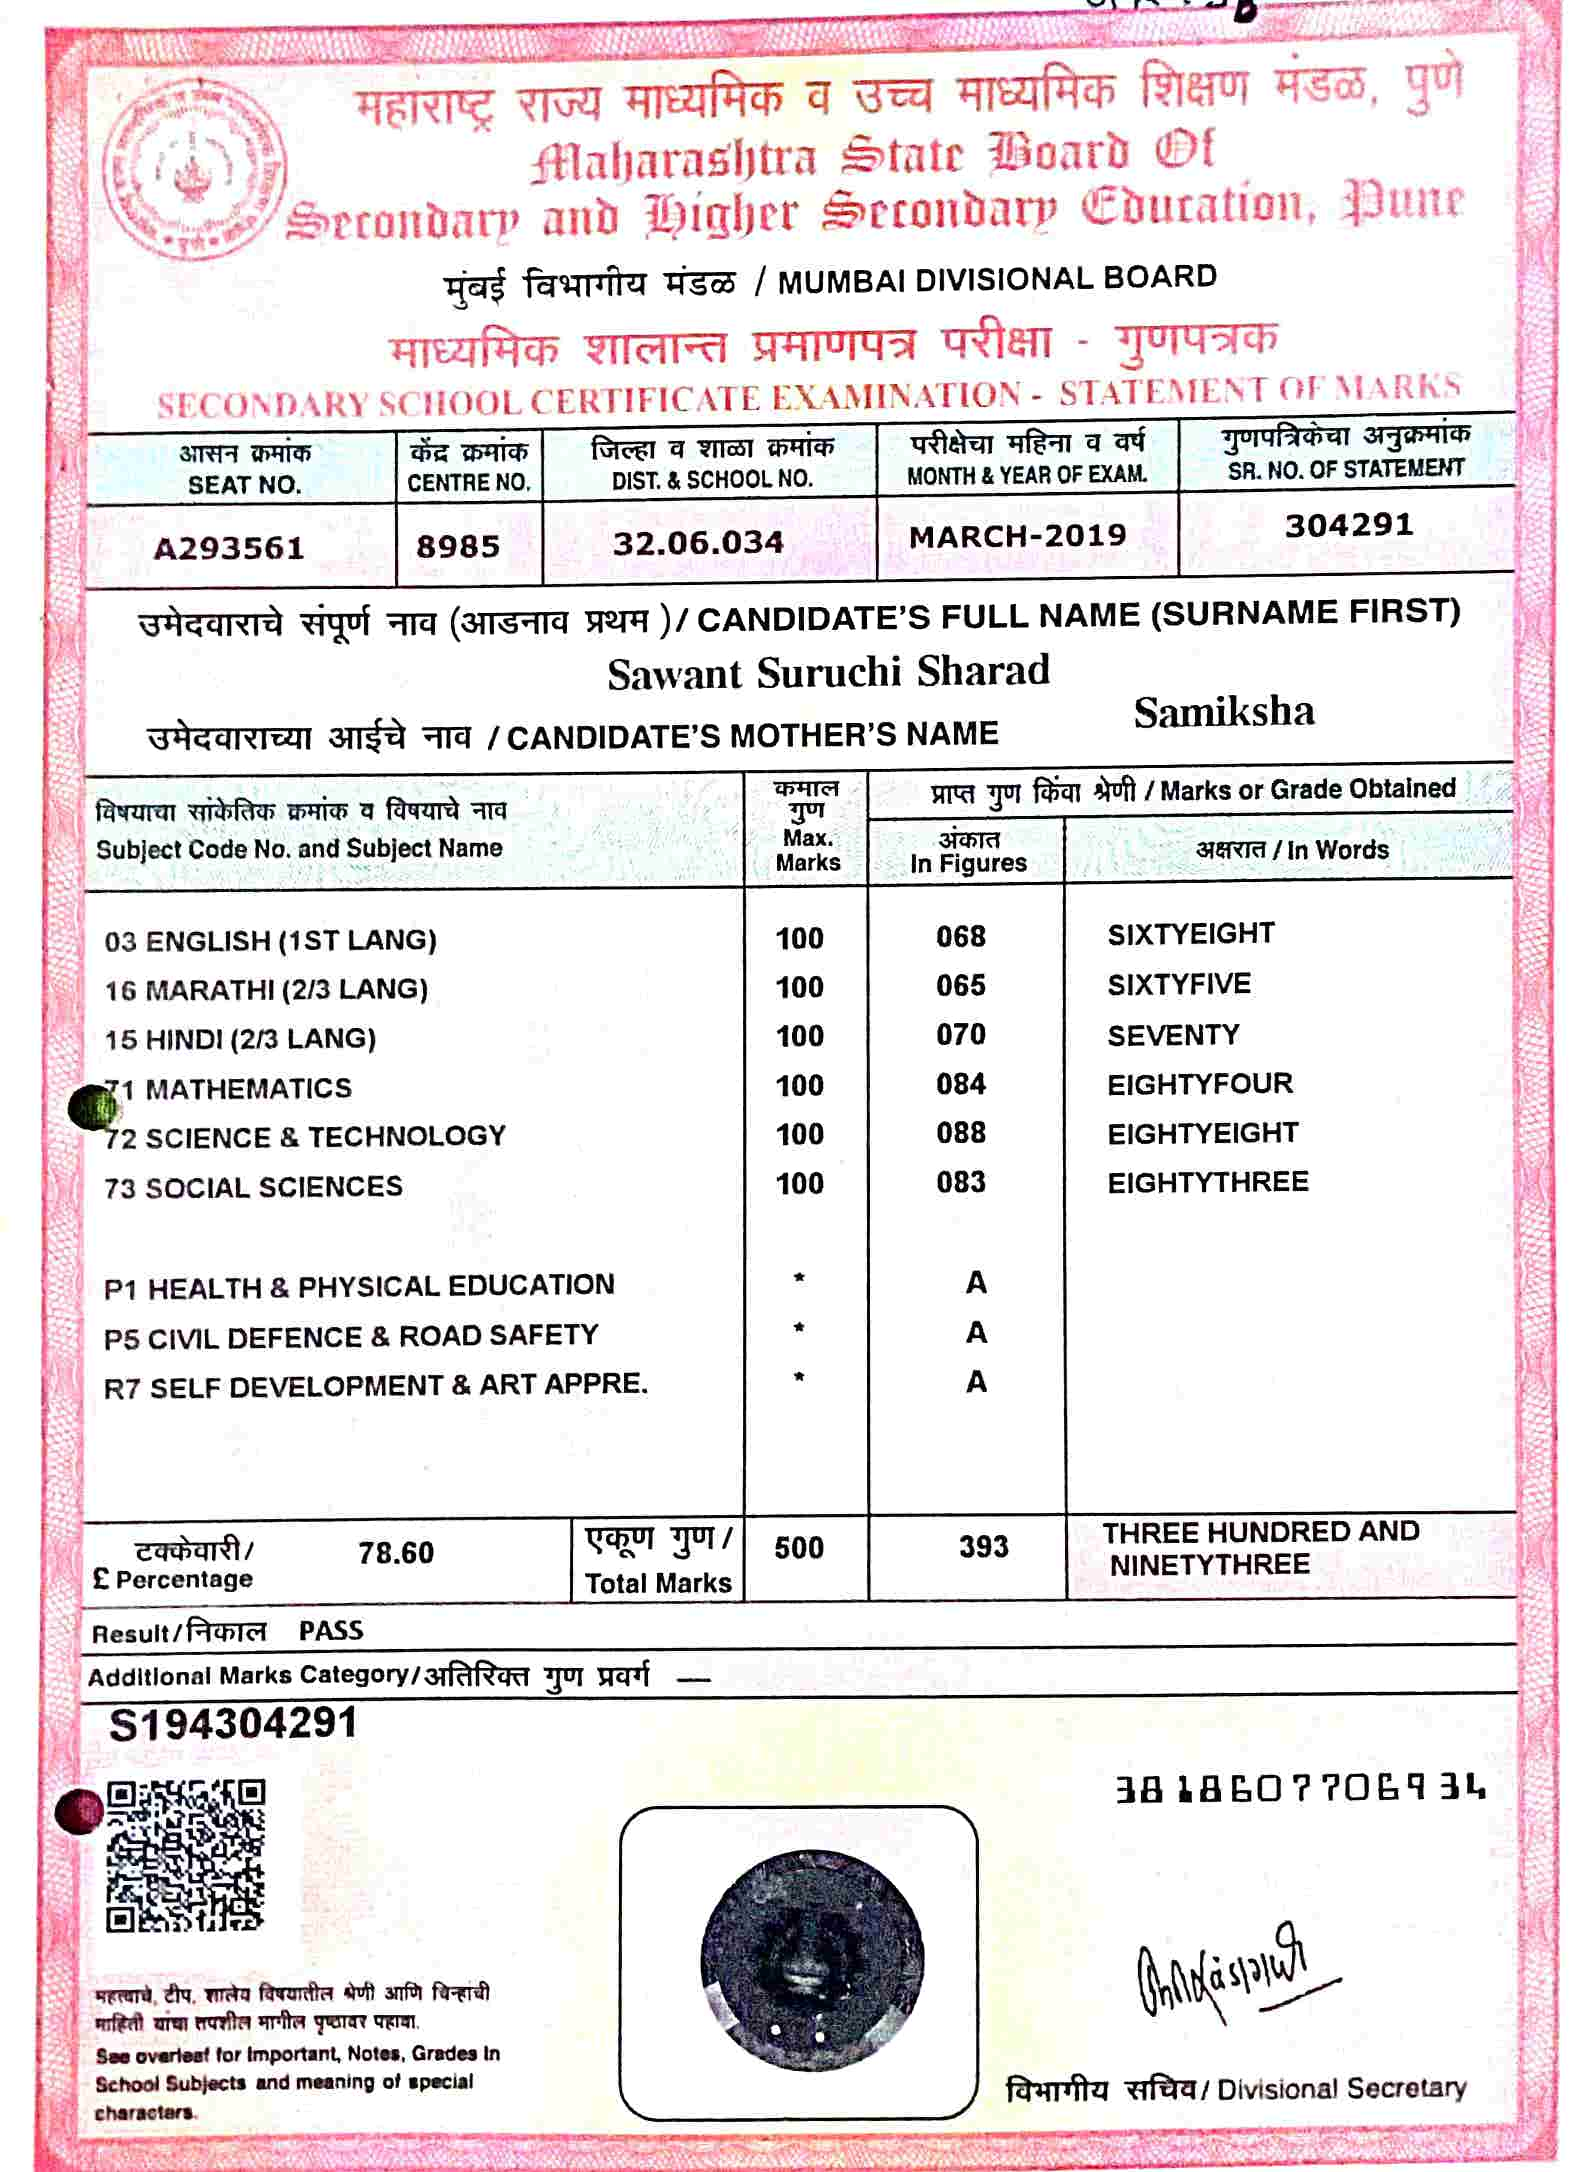 महाराष्ट्र राज्य माध्यमिक व उच्च माध्यमिक शिक्षण मंडळ, पुणे
Maharashtra State Board Of
Secondary and Higher Secondary Education, Pune
मुंबई विभागीय मंडळ / MUMBAI DIVISIONAL BOARD
माध्यमिक शालान्त प्रमाणपत्र परीक्षा - गुणपत्रक
SECONDARY SCHOOL CERTIFICATE EXAMINATION - STATEMENT OF MARKS
आसन क्रमांक केंद्र क्रमांक जिल्हा व शाळा क्रमांक परीक्षेचा महिना व वर्ष गुणपत्रिकेचा अनुक्रमांक
SEAT NO. CENTRE NO. DIST. & SCHOOL NO. MONTH & YEAR OF EXAM. SR. NO. OF STATEMENT
A293561 8985 32.06.034 MARCH-2019 304291
उमेदवाराचे संपूर्ण नाव (आडनाव प्रथम )/ CANDIDATE'S FULL NAME (SURNAME FIRST)
Sawant Suruchi Sharad
उमेदवाराच्या आईचे नाव / CANDIDATE'S MOTHER'S NAME Samiksha
विषयाचा सांकेतिक क्रमांक व विषयाचे नाव
Subject Code No. and Subject Name
कमाल
गुण
Max.
Marks
प्राप्त गुण किंवा श्रेणी / Marks or Grade Obtained
अंकात
In Figures
अक्षरात / In Words
03 ENGLISH (1ST LANG) 100 068 SIXTYEIGHT
16 MARATHI (2/3 LANG) 100 065 SIXTYFIVE
15 HINDI (2/3 LANG) 100 070 SEVENTY
71 MATHEMATICS 100 084 EIGHTYFOUR
72 SCIENCE & TECHNOLOGY 100 088 EIGHTYEIGHT
73 SOCIAL SCIENCES 100 083 EIGHTYTHREE
P1 HEALTH & PHYSICAL EDUCATION * A
P5 CIVIL DEFENCE & ROAD SAFETY * A
R7 SELF DEVELOPMENT & ART APPRE. * A
टक्केवारी/
£ Percentage
78.60
एकूण गुण /
Total Marks
500 393
THREE HUNDRED AND
NINETYTHREE
Result/निकाल PASS
Additional Marks Category/अतिरिक्त गुण प्रवर्ग —
S194304291
3818607706934
महत्वाचे, टीप, शालेय विषयातील श्रेणी आणि चिन्हांची
माहिती यांचा तपशील मागील पृष्ठावर पहावा.
See overleaf for Important, Notes, Grades in
School Subjects and meaning of special
characters.
विभागीय सचिव/ Divisional Secretary